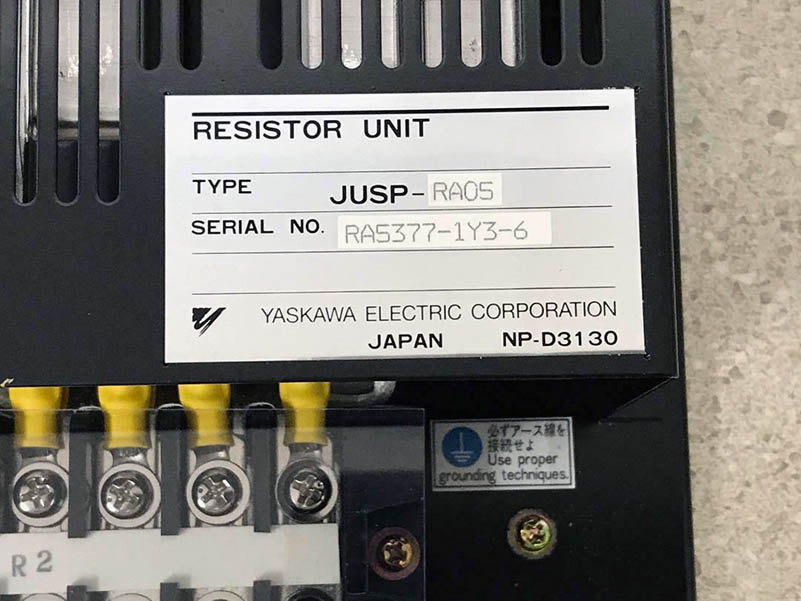 RESISTOR UNIT
TYPE JUSP-RA05
SERIAL NO. RA5377-1Y3-6
YASKAWA ELECTRIC CORPORATION
JAPAN NP-D3130
必ずアース線を
接続せよ
Use proper
grounding techniques.
R2